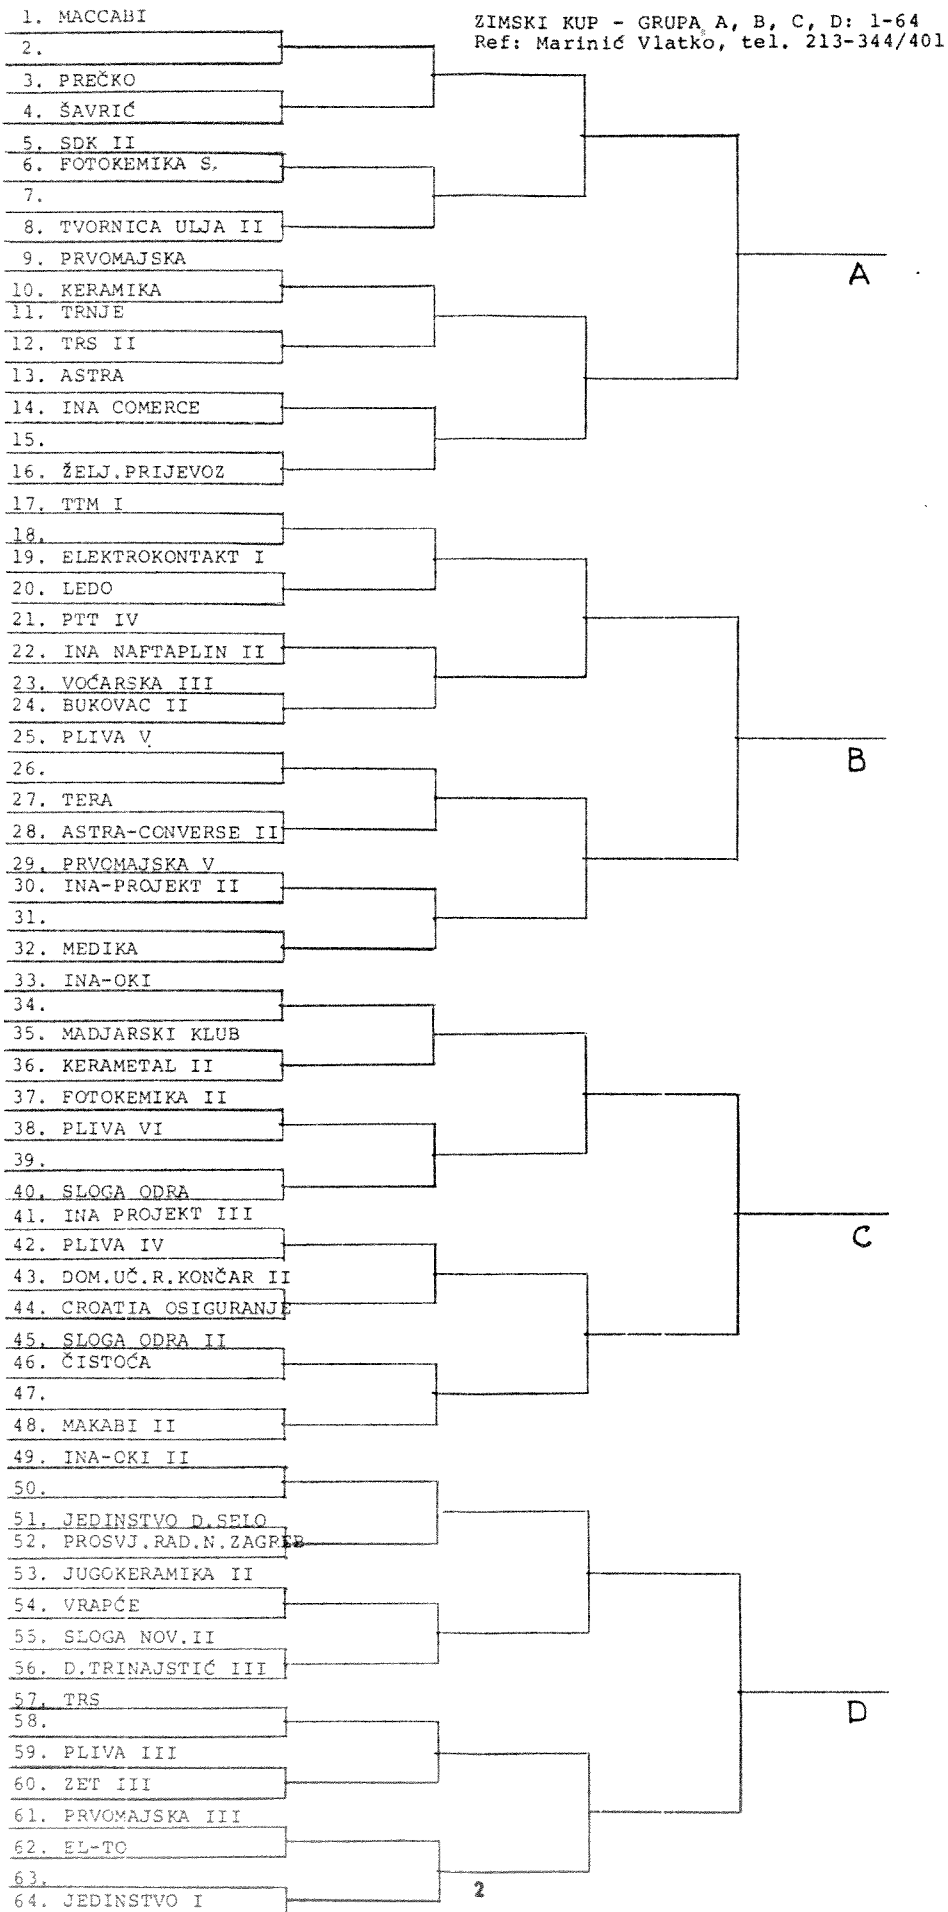 ZIMSKI KUP - GRUPA A, B, C, D: 1-64
Ref: Marinić Vlatko, tel. 213-344/401
1. MACCABI
2.
3. PREČKO
4. ŠAVRIĆ
5. SDK II
6. FOTOKEMIKA S.
7.
8. TVORNICA ULJA II
9. PRVOMAJSKA
10. KERAMIKA
11. TRNJE
12. TRS II
13. ASTRA
14. INA COMERCE
15.
16. ŽELJ.PRIJEVOZ
A
17. TTM I
18.
19. ELEKTROKONTAKT I
20. LEDO
21. PTT IV
22. INA NAFTAPLIN II
23. VOĆARSKA III
24. BUKOVAC II
25. PLIVA V
26.
27. TERA
28. ASTRA-CONVERSE II
29. PRVOMAJSKA V
30. INA-PROJEKT II
31.
32. MEDIKA
B
33. INA-OKI
34.
35. MADJARSKI KLUB
36. KERAMETAL II
37. FOTOKEMIKA II
38. PLIVA VI
39.
40. SLOGA ODRA
41. INA PROJEKT III
42. PLIVA IV
43. DOM.UČ.R.KONČAR II
44. CROATIA OSIGURANJE
45. SLOGA ODRA II
46. ČISTOĆA
47.
48. MAKABI II
C
49. INA-OKI II
50.
51. JEDINSTVO D.SELO
52. PROSVJ.RAD.N.ZAGREB
53. JUGOKERAMIKA II
54. VRAPČE
55. SLOGA NOV.II
56. D.TRINAJSTIĆ III
57. TRS
58.
59. PLIVA III
60. ZET III
61. PRVOMAJSKA III
62. EL-TO
63.
64. JEDINSTVO I
D
2